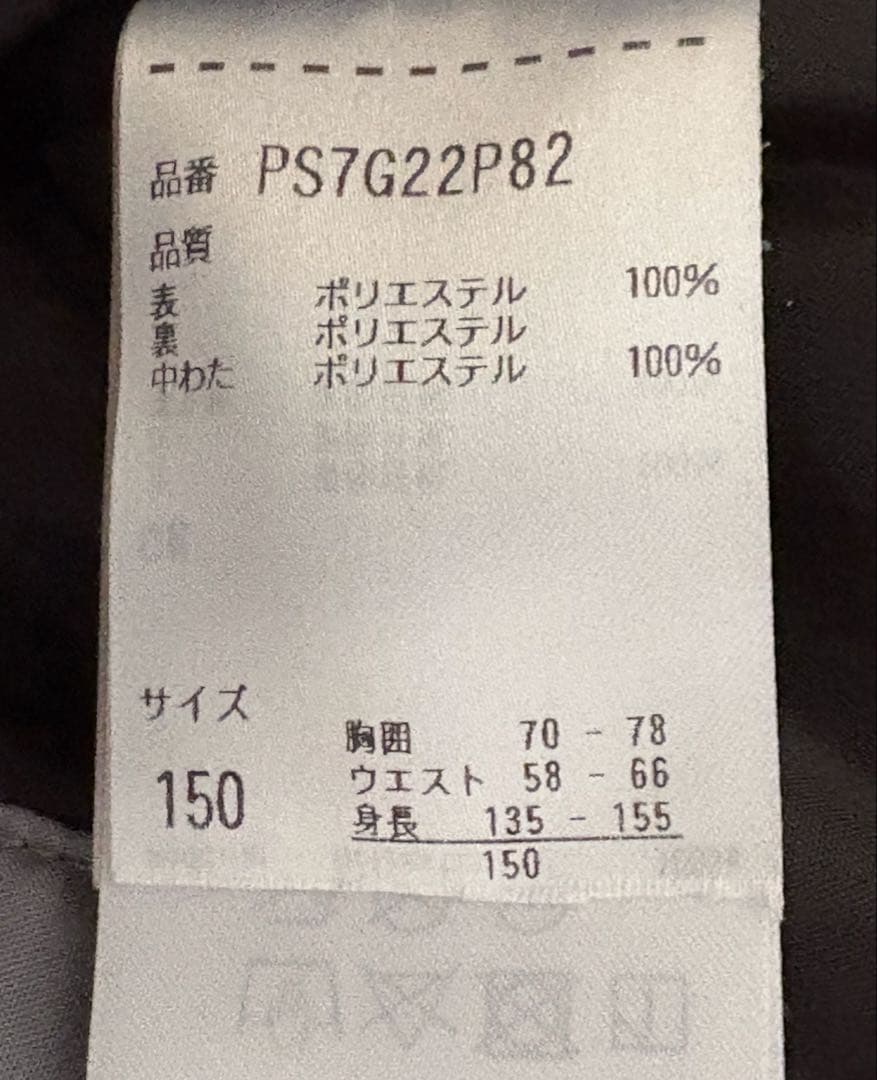 品番 PS7G22P82
品質
表 ポリエステル 100%
裏 ポリエステル
中わた ポリエステル 100%
サイズ
150
胸囲 70 - 78
ウエスト 58 - 66
身長 135 - 155
150